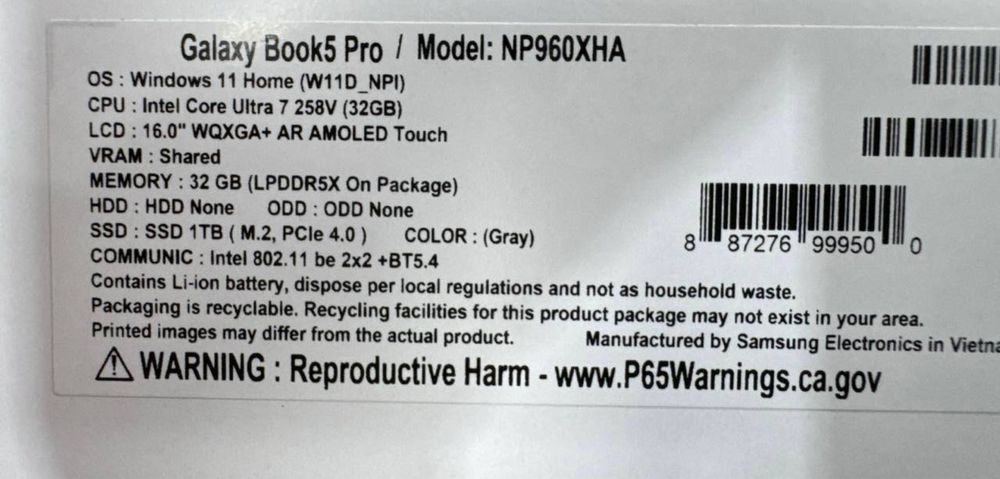 Galaxy Book5 Pro / Model: NP960XHA
OS : Windows 11 Home (W11D_NPI)
CPU : Intel Core Ultra 7 258V (32GB)
LCD : 16.0" WQXGA+ AR AMOLED Touch
VRAM : Shared
MEMORY : 32 GB (LPDDR5X On Package)
HDD : HDD None ODD : ODD None
SSD : SSD 1TB ( M.2, PCIe 4.0 ) COLOR : (Gray)
8 87276 99950 0
COMMUNIC : Intel 802.11 be 2x2 +BT5.4
Contains Li-ion battery, dispose per local regulations and not as household waste.
Packaging is recyclable. Recycling facilities for this product package may not exist in your area.
Printed images may differ from the actual product. Manufactured by Samsung Electronics in
⚠ WARNING : Reproductive Harm - www.P65Warnings.ca.gov